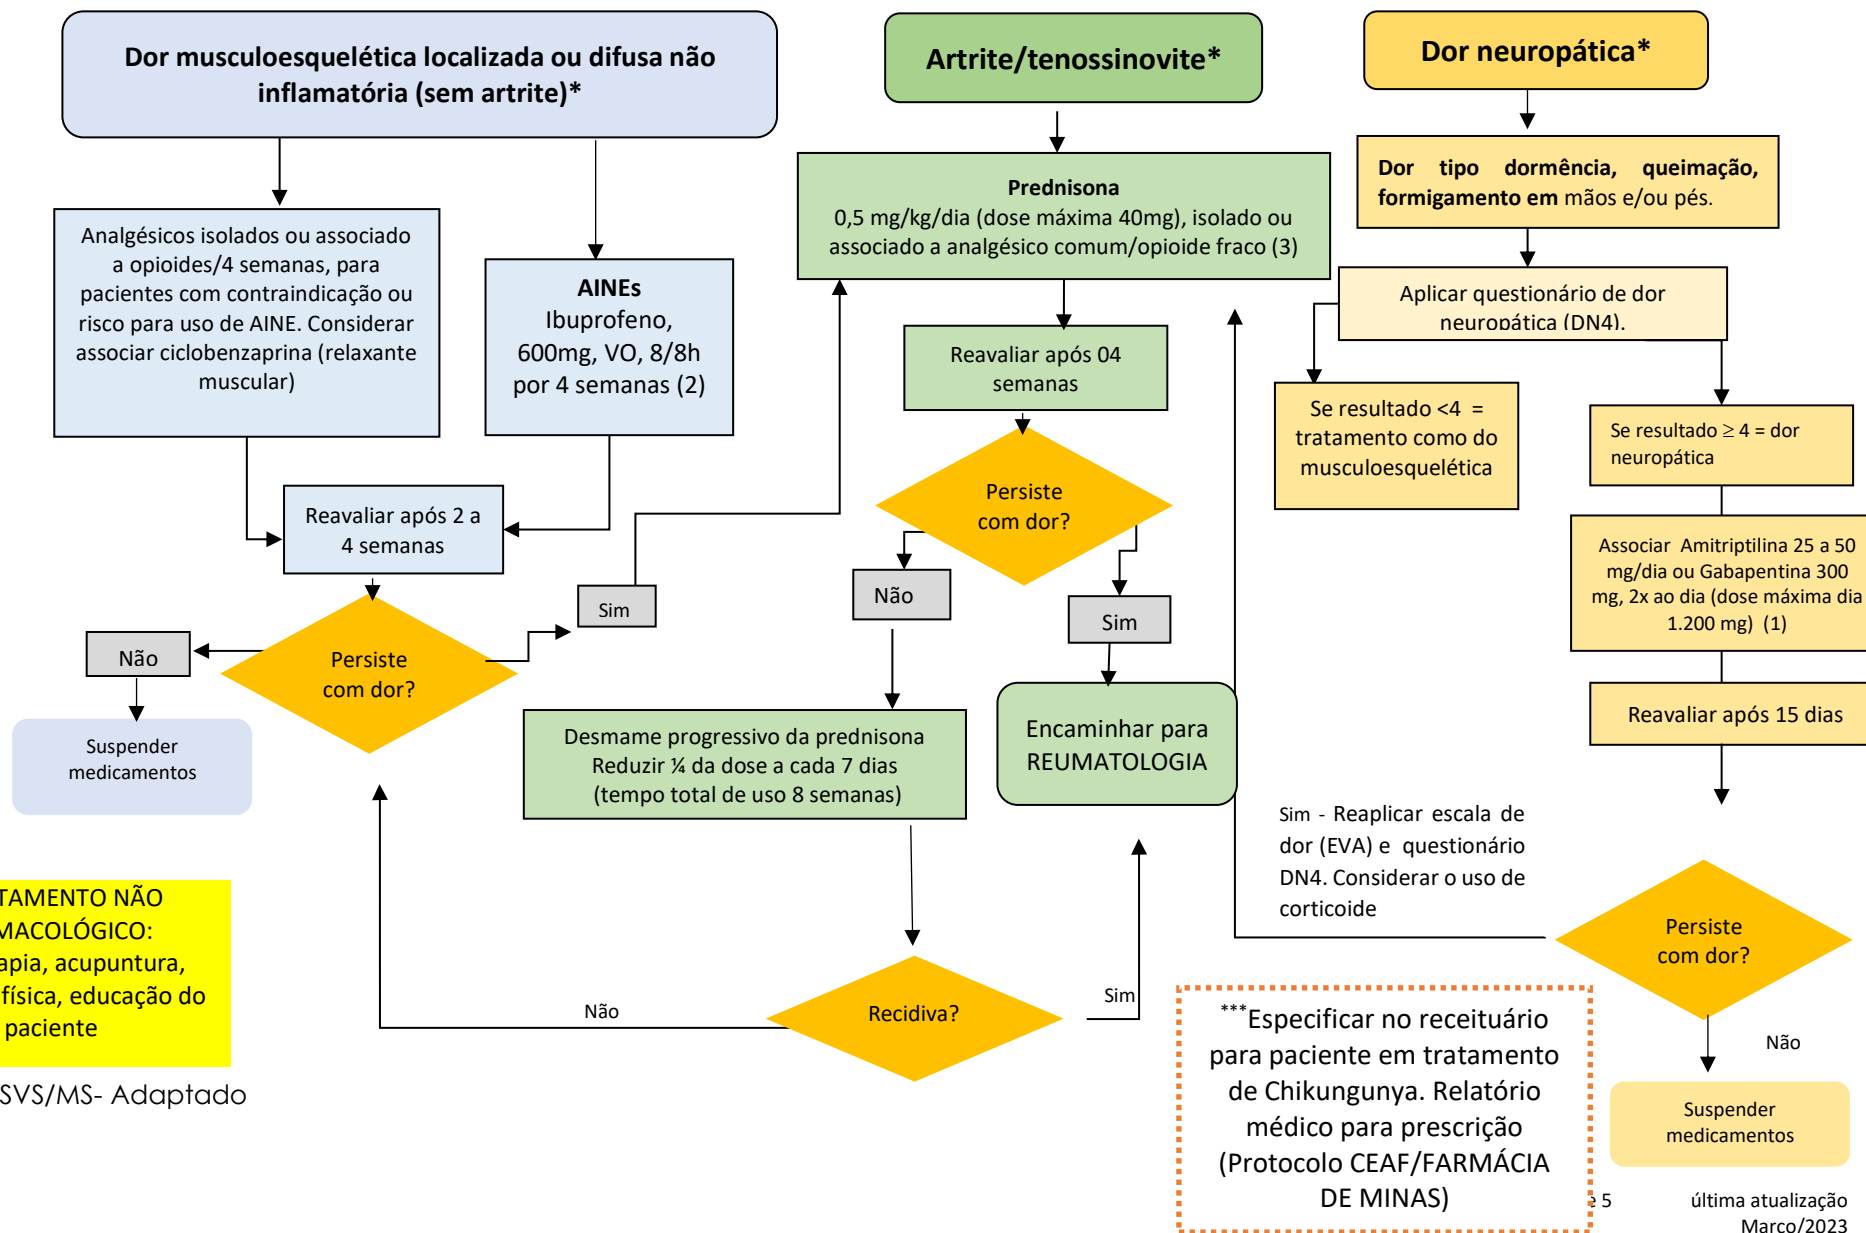 Dor musculoesquelética localizada ou difusa não
inflamatória (sem artrite)*
Analgésicos isolados ou associado
a opioides/4 semanas, para
pacientes com contraindicação ou
risco para uso de AINE. Considerar
associar ciclobenzaprina (relaxante
muscular)
AINEs
Ibuprofeno,
600mg, VO, 8/8h
por 4 semanas (2)
Reavaliar após 2 a
4 semanas
Persiste
com dor?
Sim
Não
Suspender
medicamentos
Artrite/tenossinovite*
Prednisona
0,5 mg/kg/dia (dose máxima 40mg), isolado ou
associado a analgésico comum/opioide fraco (3)
Reavaliar após 04
semanas
Persiste
com dor?
Não
Sim
Desmame progressivo da prednisona
Reduzir ¼ da dose a cada 7 dias
(tempo total de uso 8 semanas)
Encaminhar para
REUMATOLOGIA
Recidiva?
Não
Sim
Dor neuropática*
Dor tipo dormência, queimação,
formigamento em mãos e/ou pés.
Aplicar questionário de dor
neuropática (DN4).
Se resultado <4 =
tratamento como do
musculoesquelética
Se resultado ≥ 4 = dor
neuropática
Associar Amitriptilina 25 a 50
mg/dia ou Gabapentina 300
mg, 2x ao dia (dose máxima dia
1.200 mg) (1)
Reavaliar após 15 dias
Sim - Reaplicar escala de
dor (EVA) e questionário
DN4. Considerar o uso de
corticoide
Persiste
com dor?
Não
Suspender
medicamentos
TAMENTO NÃO
MACOLÓGICO:
apia, acupuntura,
física, educação do
paciente
SVS/MS- Adaptado
***Especificar no receituário
para paciente em tratamento
de Chikungunya. Relatório
médico para prescrição
(Protocolo CEAF/FARMÁCIA
DE MINAS)
e 5
última atualização
Março/2023